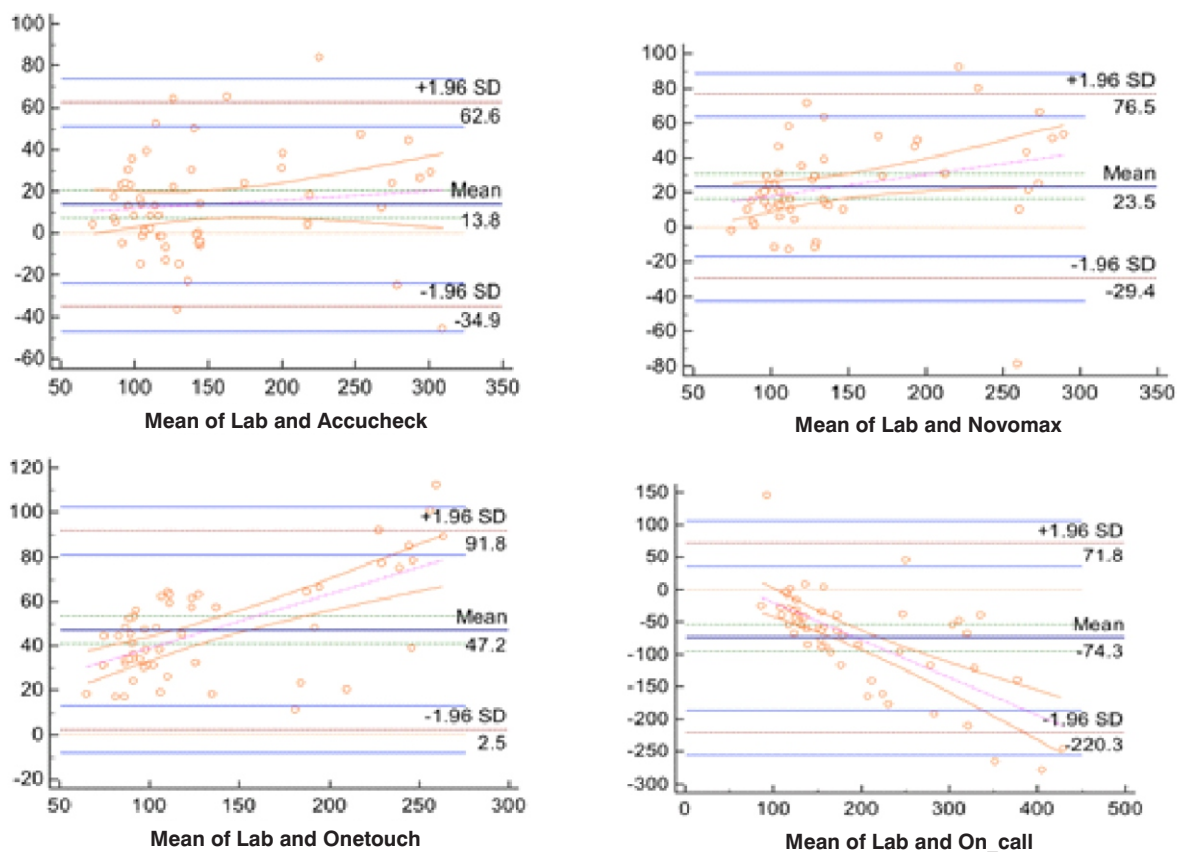 100
80
60
40
20
0
-20
-40
-60
+1.96 SD
62.6
Mean
13.8
-1.96 SD
-34.9
50 100 150 200 250 300 350
Mean of Lab and Accucheck
100
80
60
40
20
0
-20
-40
-60
-80
+1.96 SD
76.5
Mean
23.5
-1.96 SD
-29.4
50 100 150 200 250 300 350
Mean of Lab and Novomax
120
100
80
60
40
20
0
-20
+1.96 SD
91.8
Mean
47.2
-1.96 SD
2.5
50 100 150 200 250 300
Mean of Lab and Onetouch
150
100
50
0
-50
-100
-150
-200
-250
-300
+1.96 SD
71.8
Mean
-74.3
-1.96 SD
-220.3
0 100 200 300 400 500
Mean of Lab and On_call